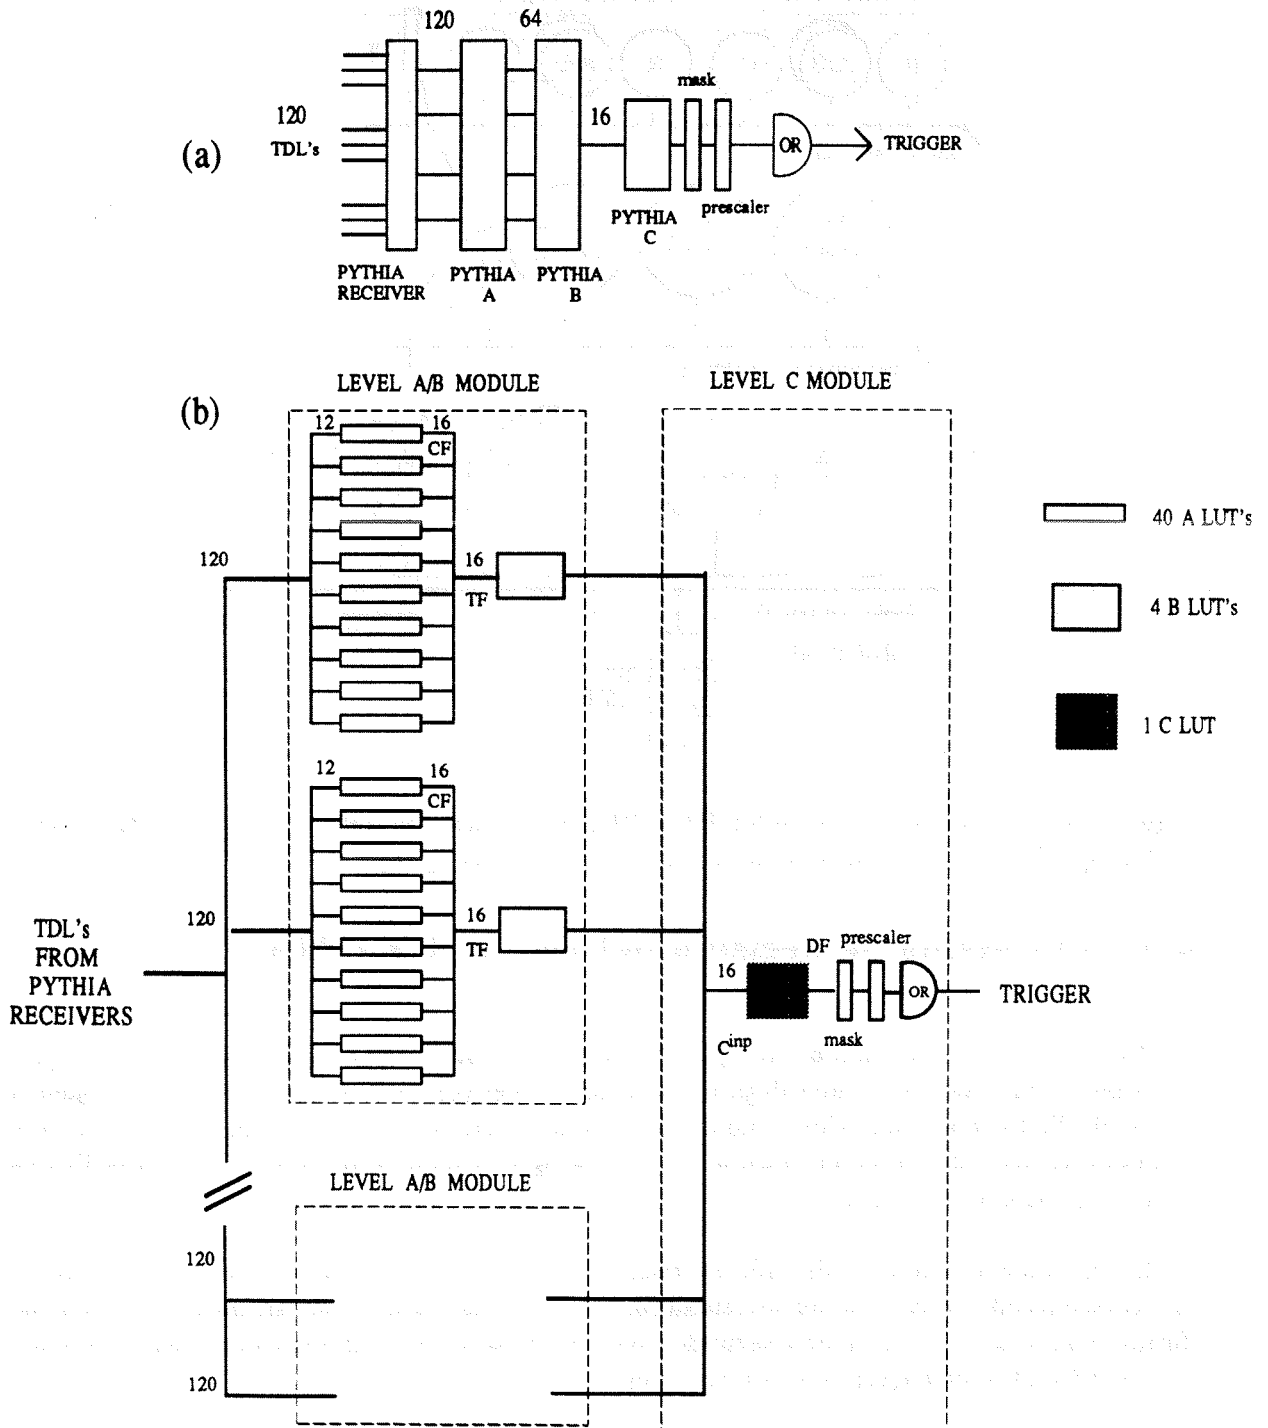 120 64
mask
120
TDL's
(a)
16
OR
TRIGGER
PYTHIA
C
prescaler
PYTHIA
RECEIVER
PYTHIA
A
PYTHIA
B
LEVEL A/B MODULE
LEVEL C MODULE
(b)
12 16
CF
40 A LUT's
120
16
TF
4 B LUT's
1 C LUT
12 16
CF
120
16
TF
TDL's
FROM
PYTHIA
RECEIVERS
DF prescaler
16
OR
TRIGGER
C^inp
mask
LEVEL A/B MODULE
120
120